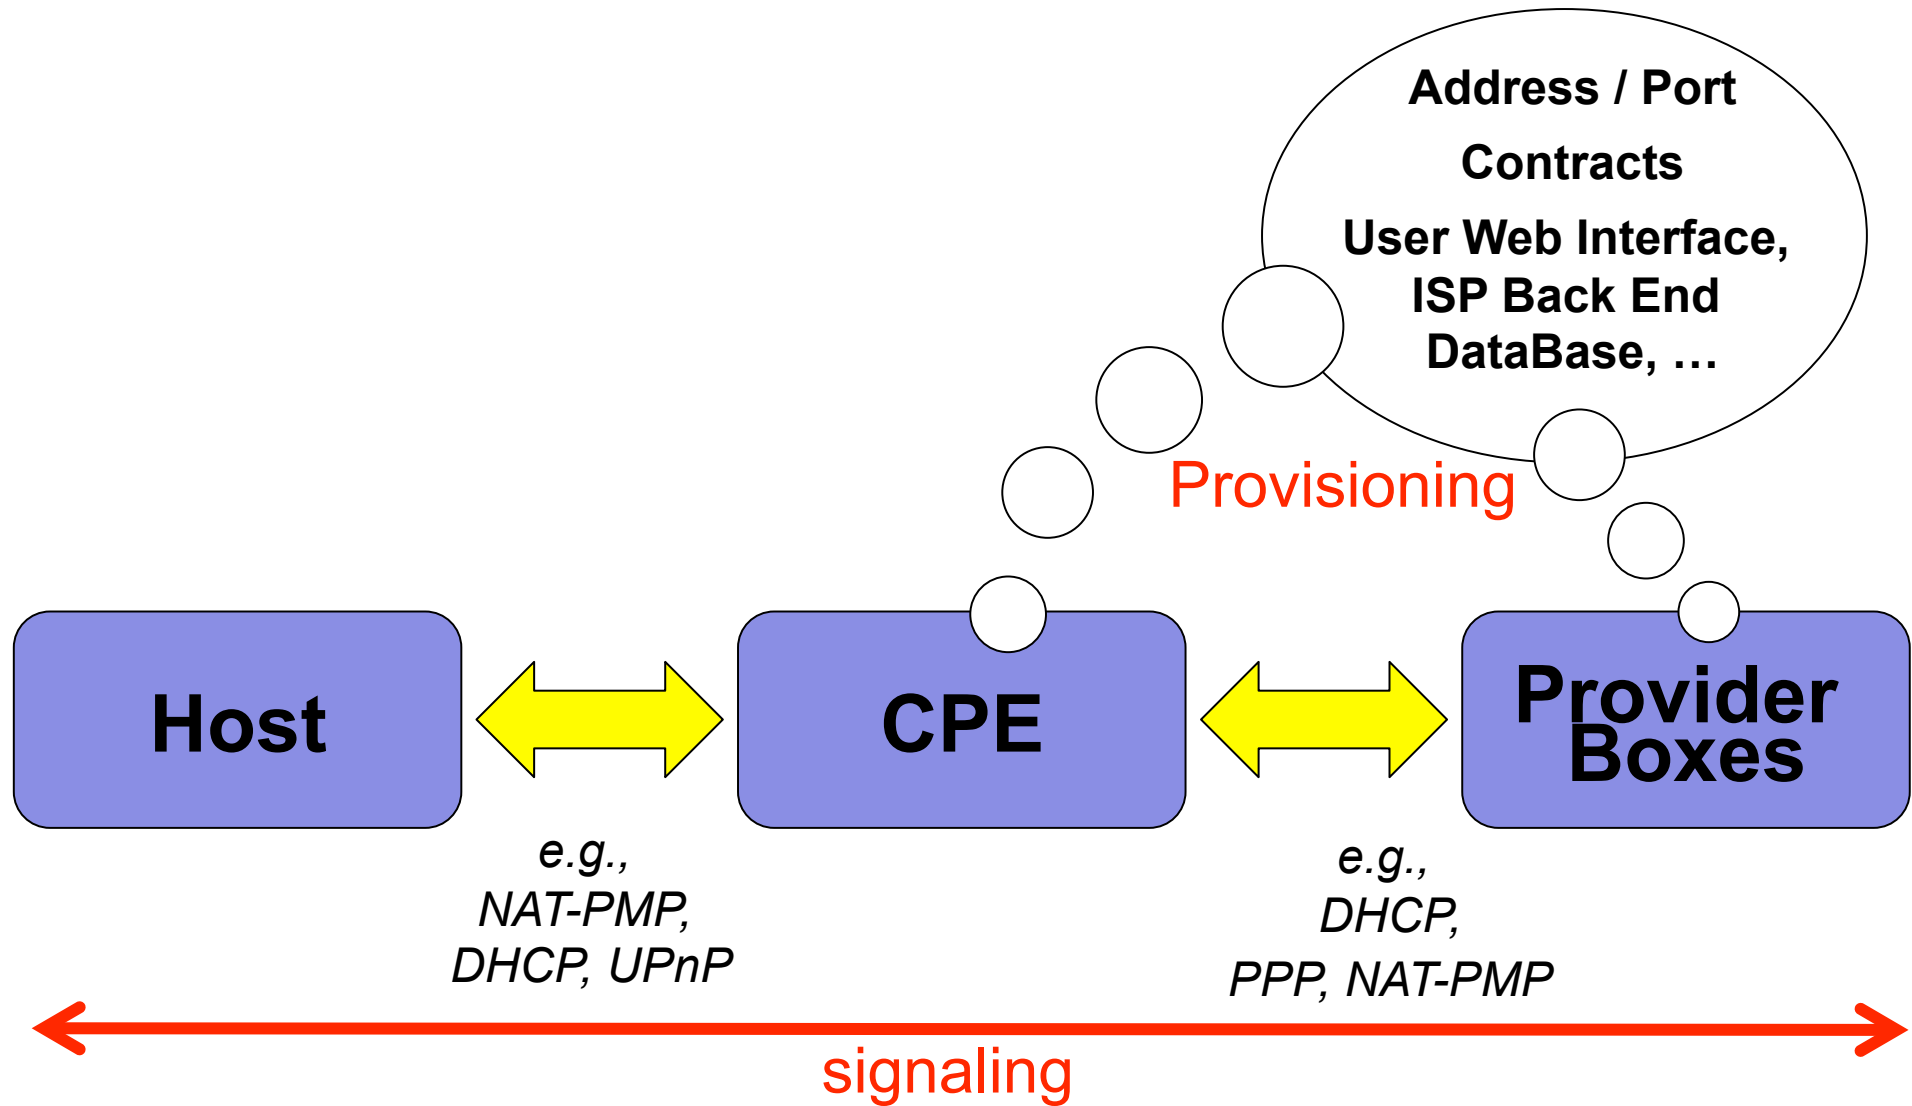 Address / Port
Contracts
User Web Interface,
ISP Back End
DataBase, …
Provisioning
Host
CPE
Provider
Boxes
e.g.,
NAT-PMP,
DHCP, UPnP
e.g.,
DHCP,
PPP, NAT-PMP
signaling